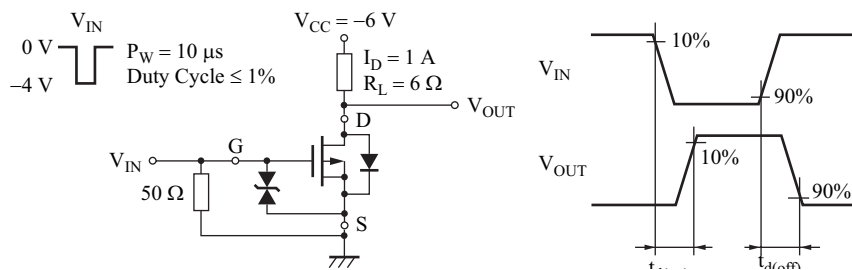 V_IN
0 V
−4 V
P_W = 10 μs
Duty Cycle ≤ 1%
V_CC = −6 V
I_D = 1 A
R_L = 6 Ω
V_OUT
D
G
V_IN
50 Ω
S
V_IN
10%
90%
V_OUT
10%
90%
t_d(off)